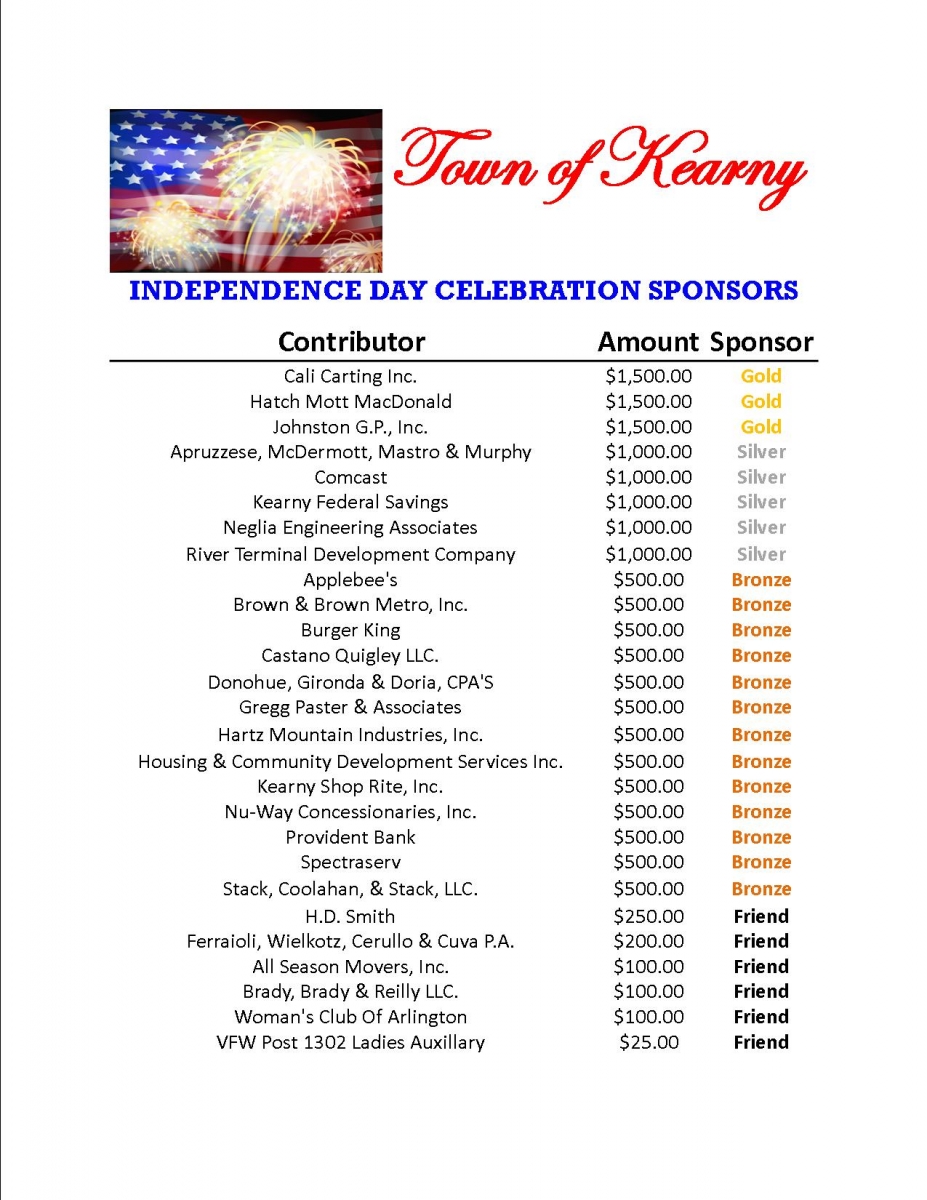 Town of Kearny
INDEPENDENCE DAY CELEBRATION SPONSORS
Contributor Amount Sponsor
Cali Carting Inc. $1,500.00 Gold
Hatch Mott MacDonald $1,500.00 Gold
Johnston G.P., Inc. $1,500.00 Gold
Apruzzese, McDermott, Mastro & Murphy $1,000.00 Silver
Comcast $1,000.00 Silver
Kearny Federal Savings $1,000.00 Silver
Neglia Engineering Associates $1,000.00 Silver
River Terminal Development Company $1,000.00 Silver
Applebee's $500.00 Bronze
Brown & Brown Metro, Inc. $500.00 Bronze
Burger King $500.00 Bronze
Castano Quigley LLC. $500.00 Bronze
Donohue, Gironda & Doria, CPA'S $500.00 Bronze
Gregg Paster & Associates $500.00 Bronze
Hartz Mountain Industries, Inc. $500.00 Bronze
Housing & Community Development Services Inc. $500.00 Bronze
Kearny Shop Rite, Inc. $500.00 Bronze
Nu-Way Concessionaries, Inc. $500.00 Bronze
Provident Bank $500.00 Bronze
Spectraserv $500.00 Bronze
Stack, Coolahan, & Stack, LLC. $500.00 Bronze
H.D. Smith $250.00 Friend
Ferraioli, Wielkotz, Cerullo & Cuva P.A. $200.00 Friend
All Season Movers, Inc. $100.00 Friend
Brady, Brady & Reilly LLC. $100.00 Friend
Woman's Club Of Arlington $100.00 Friend
VFW Post 1302 Ladies Auxillary $25.00 Friend